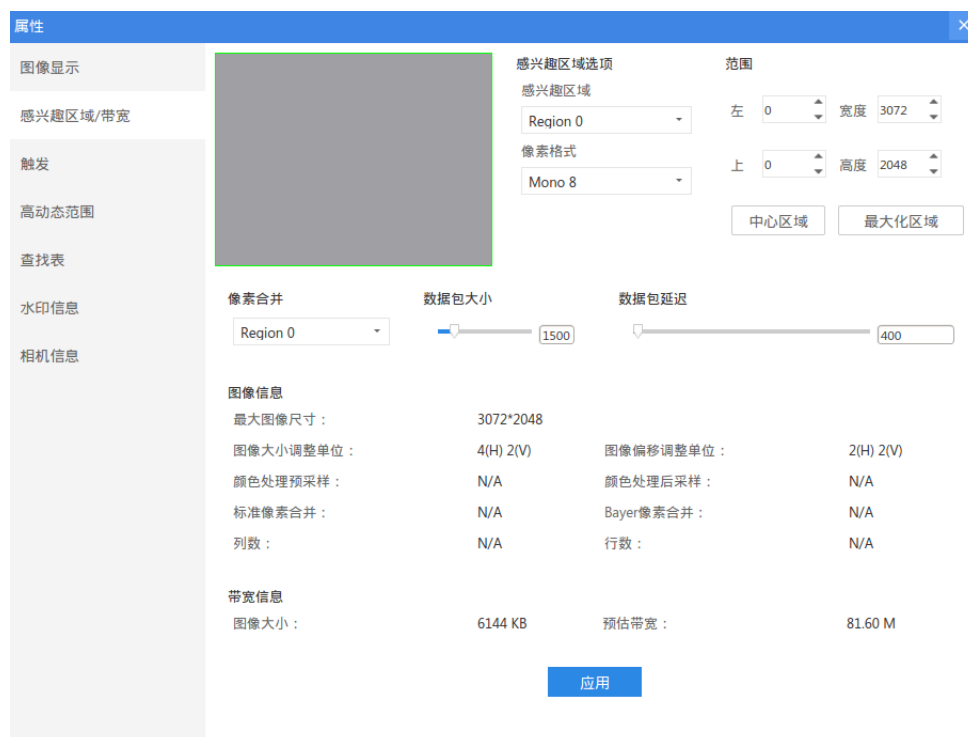 属性
图像显示
感兴趣区域/带宽
触发
高动态范围
查找表
水印信息
相机信息
感兴趣区域选项
感兴趣区域
Region 0
像素格式
Mono 8
范围
左 0 宽度 3072
上 0 高度 2048
中心区域 最大化区域
像素合并 数据包大小 数据包延迟
Region 0 1500 400
图像信息
最大图像尺寸： 3072*2048
图像大小调整单位： 4(H) 2(V) 图像偏移调整单位： 2(H) 2(V)
颜色处理预采样： N/A 颜色处理后采样： N/A
标准像素合并： N/A Bayer像素合并： N/A
列数： N/A 行数： N/A
带宽信息
图像大小： 6144 KB 预估带宽： 81.60 M
应用